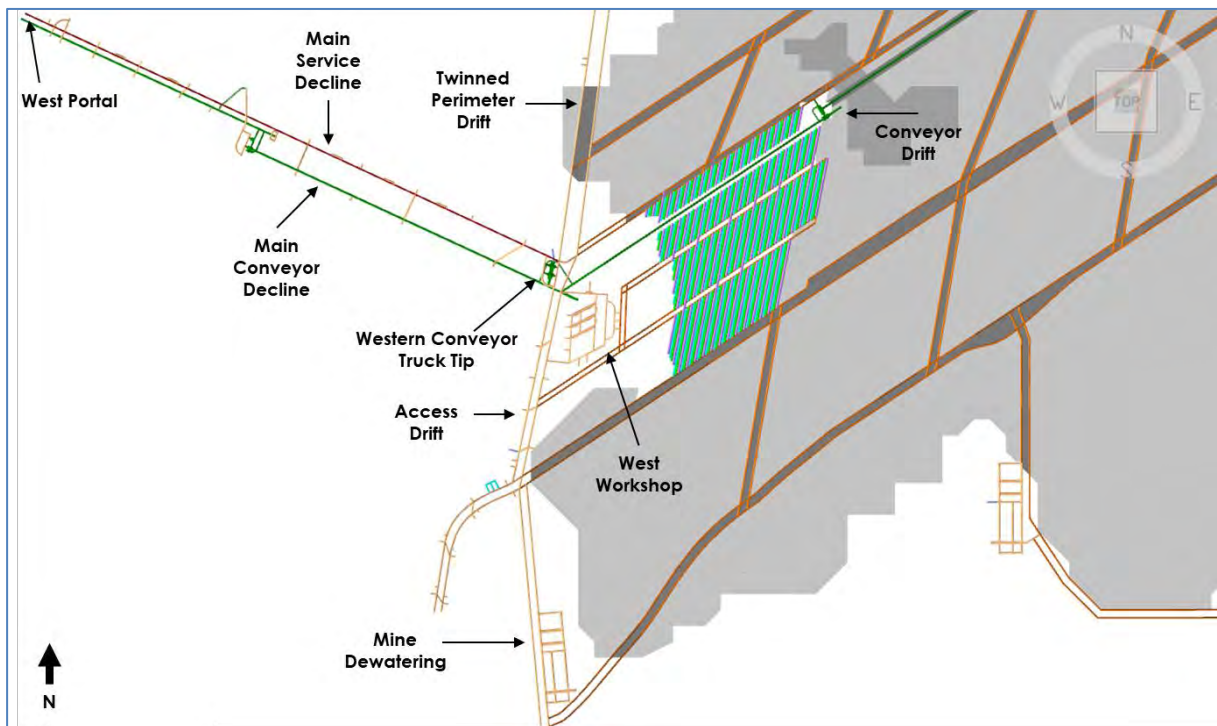 West Portal
Main
Service
Decline
Twinned
Perimeter
Drift
Conveyor
Drift
N
W
TOP
E
S
Main
Conveyor
Decline
Western Conveyor
Truck Tip
Access
Drift
West
Workshop
Mine
Dewatering
N